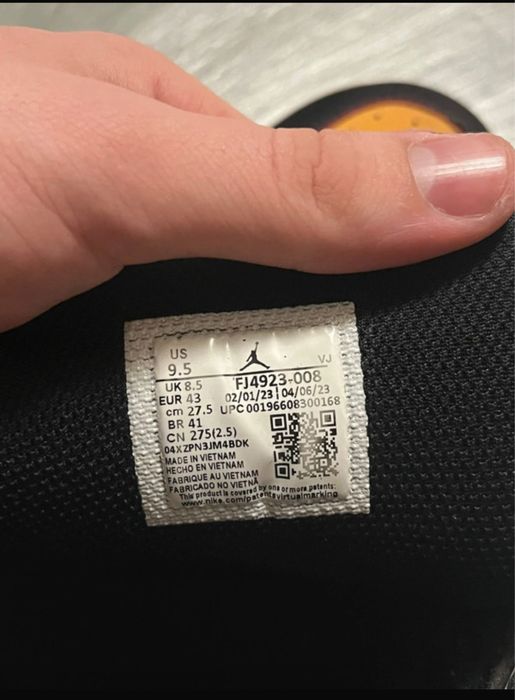 US
9.5
VJ
UK 8.5 FJ4923-008
EUR 43 02/01/23 | 04/06/23
cm 27.5 UPC 00196608300168
BR 41
CN 275(2.5)
04XZPN3JM4BDK
MADE IN VIETNAM
HECHO EN VIETNAM
FABRIQUE AU VIETNAM
FABRICADO NO VIETNÃ
This product is covered by one or more patents:
www.nike.com/patentsvirtualmarking